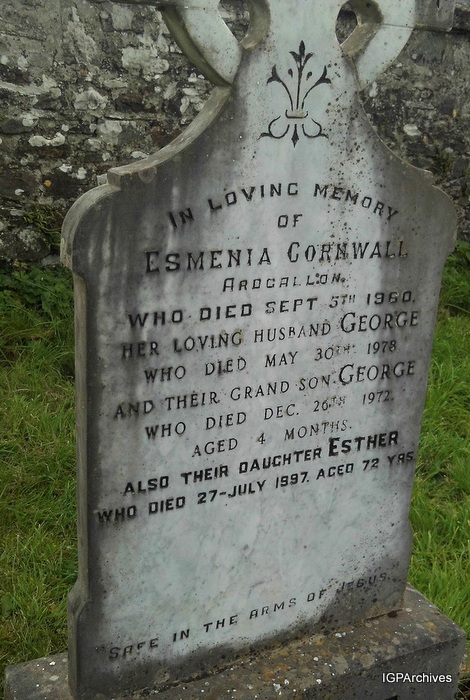 IN LOVING MEMORY
OF
ESMENIA CORNWALL
ARDCALLON.
WHO DIED SEPT 5TH 1960.
HER LOVING HUSBAND GEORGE
WHO DIED MAY 30TH 1978
AND THEIR GRAND SON GEORGE
WHO DIED DEC. 26TH 1972.
AGED 4 MONTHS.
ALSO THEIR DAUGHTER ESTHER
WHO DIED 27-JULY 1997. AGED 72 YRS
"SAFE IN THE ARMS OF JESUS."
IGPArchives